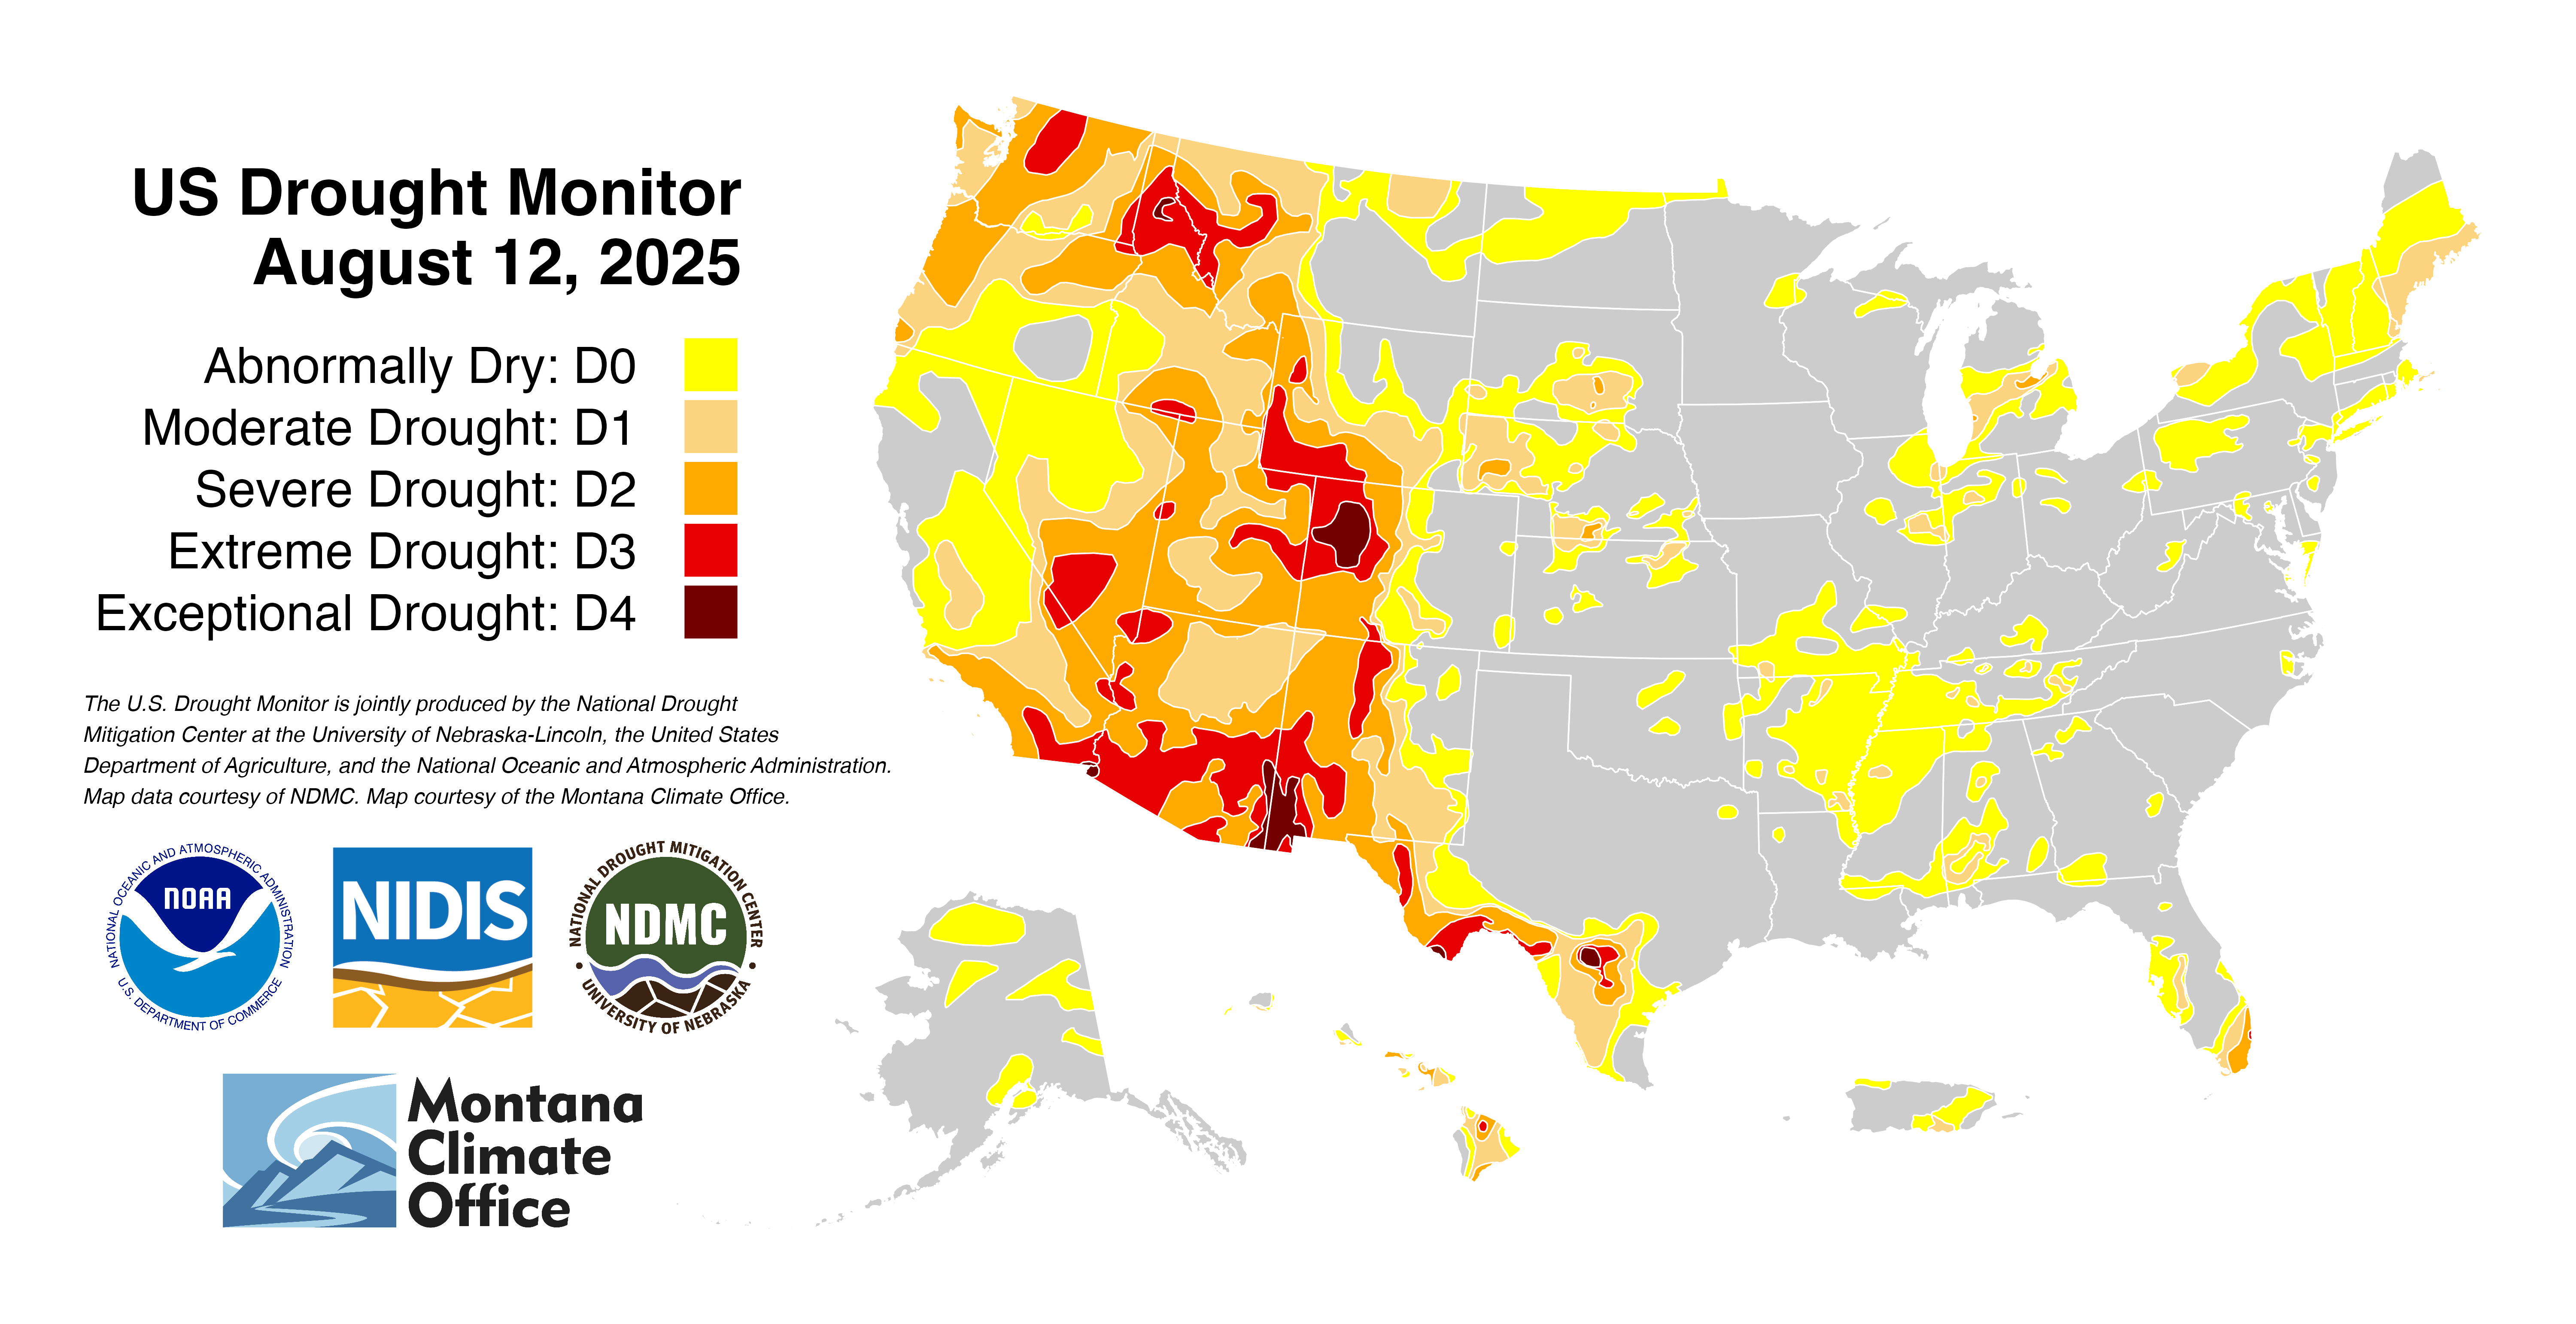 US Drought Monitor
August 12, 2025
Abnormally Dry: D0
Moderate Drought: D1
Severe Drought: D2
Extreme Drought: D3
Exceptional Drought: D4
The U.S. Drought Monitor is jointly produced by the National Drought
Mitigation Center at the University of Nebraska-Lincoln, the United States
Department of Agriculture, and the National Oceanic and Atmospheric Administration.
Map data courtesy of NDMC. Map courtesy of the Montana Climate Office.
NATIONAL OCEANIC AND ATMOSPHERIC ADMINISTRATION
NOAA
U.S. DEPARTMENT OF COMMERCE
NIDIS
NATIONAL DROUGHT MITIGATION CENTER
NDMC
UNIVERSITY OF NEBRASKA
Montana
Climate
Office